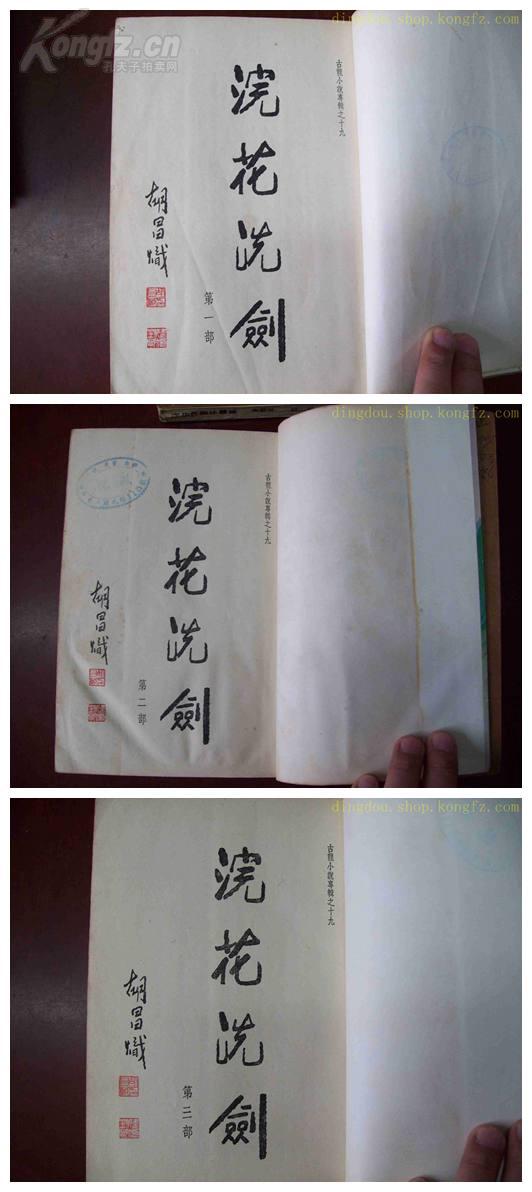 Kongfz.cn
孔夫子拍卖网
dingdou.shop.kongfz.com
古龍小說專輯之十九
浣花洗劍
第一部
胡昌熾
dingdou.shop.kongfz.com
古龍小說專輯之十九
浣花洗劍
第二部
胡昌熾
dingdou.shop.kongfz.com
古龍小說專輯之十九
浣花洗劍
第三部
胡昌熾